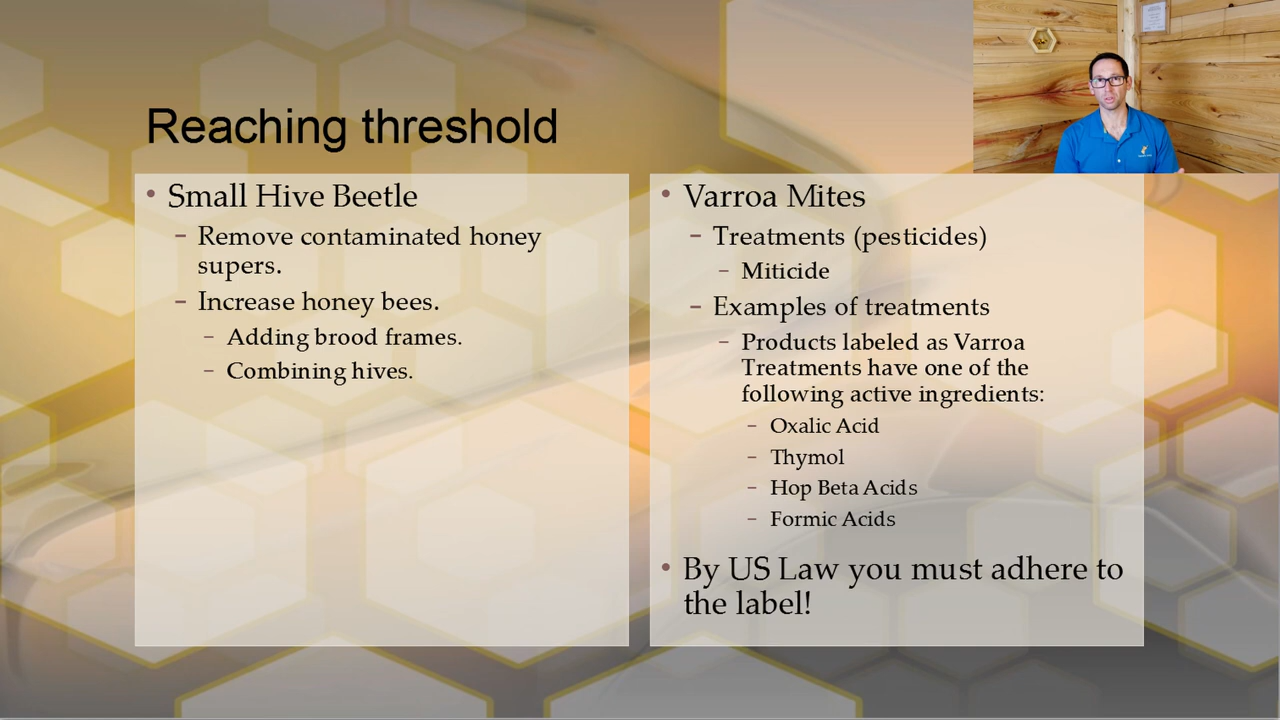 Reaching threshold
• Small Hive Beetle
– Remove contaminated honey
supers.
– Increase honey bees.
– Adding brood frames.
– Combining hives.
• Varroa Mites
– Treatments (pesticides)
– Miticide
– Examples of treatments
– Products labeled as Varroa
Treatments have one of the
following active ingredients:
– Oxalic Acid
– Thymol
– Hop Beta Acids
– Formic Acids
• By US Law you must adhere to
the label!